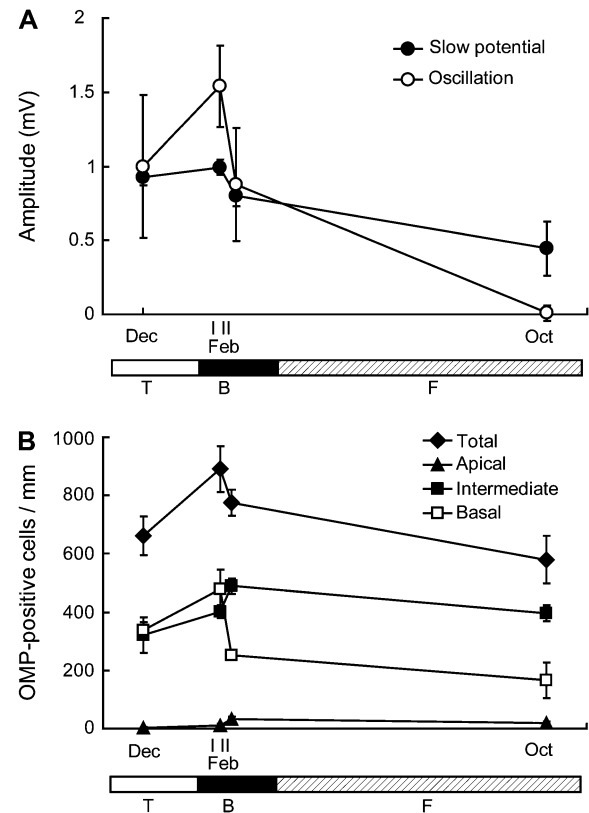 A
2
1.5
1
0.5
0
Amplitude (mV)
Slow potential
Oscillation
Dec
I II
Feb
Oct
T B F
B
1000
800
600
400
200
0
OMP-positive cells / mm
Total
Apical
Intermediate
Basal
Dec
I II
Feb
Oct
T B F